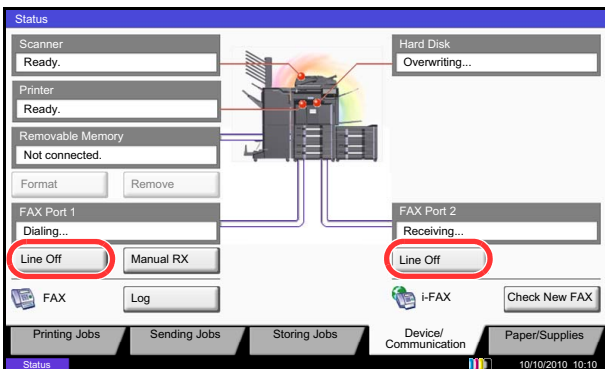 Status
Scanner
Ready.
Hard Disk
Overwriting...
Printer
Ready.
Removable Memory
Not connected.
Format
Remove
FAX Port 1
Dialing...
FAX Port 2
Receiving...
Line Off
Manual RX
Line Off
FAX
Log
i-FAX
Check New FAX
Printing Jobs
Sending Jobs
Storing Jobs
Device/
Communication
Paper/Supplies
Status
10/10/2010 10:10